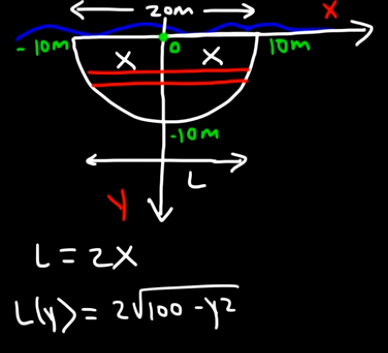 20m X
-10m X 0 X 10m
-10m
L
Y
L = 2X
L(y) = 2√100 - y²